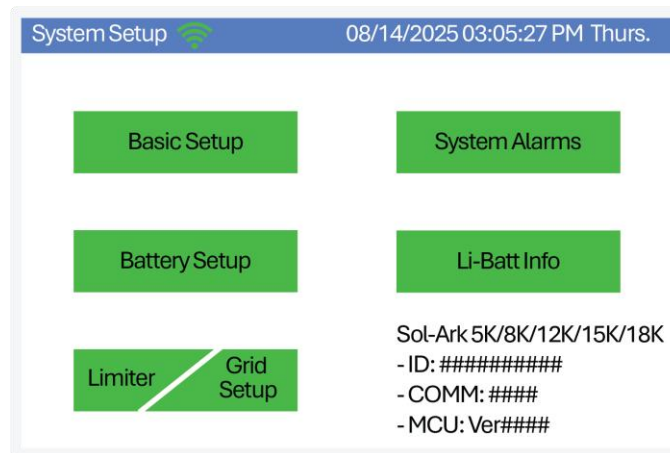 System Setup
08/14/2025 03:05:27 PM Thurs.
Basic Setup
System Alarms
Battery Setup
Li-Batt Info
Limiter
Grid
Setup
Sol-Ark 5K/8K/12K/15K/18K
- ID: ##########
- COMM: ####
- MCU: Ver####